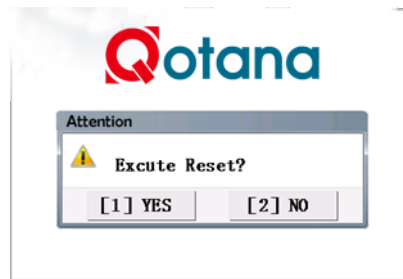 Qotana
Attention
Excute Reset?
[1] YES
[2] NO